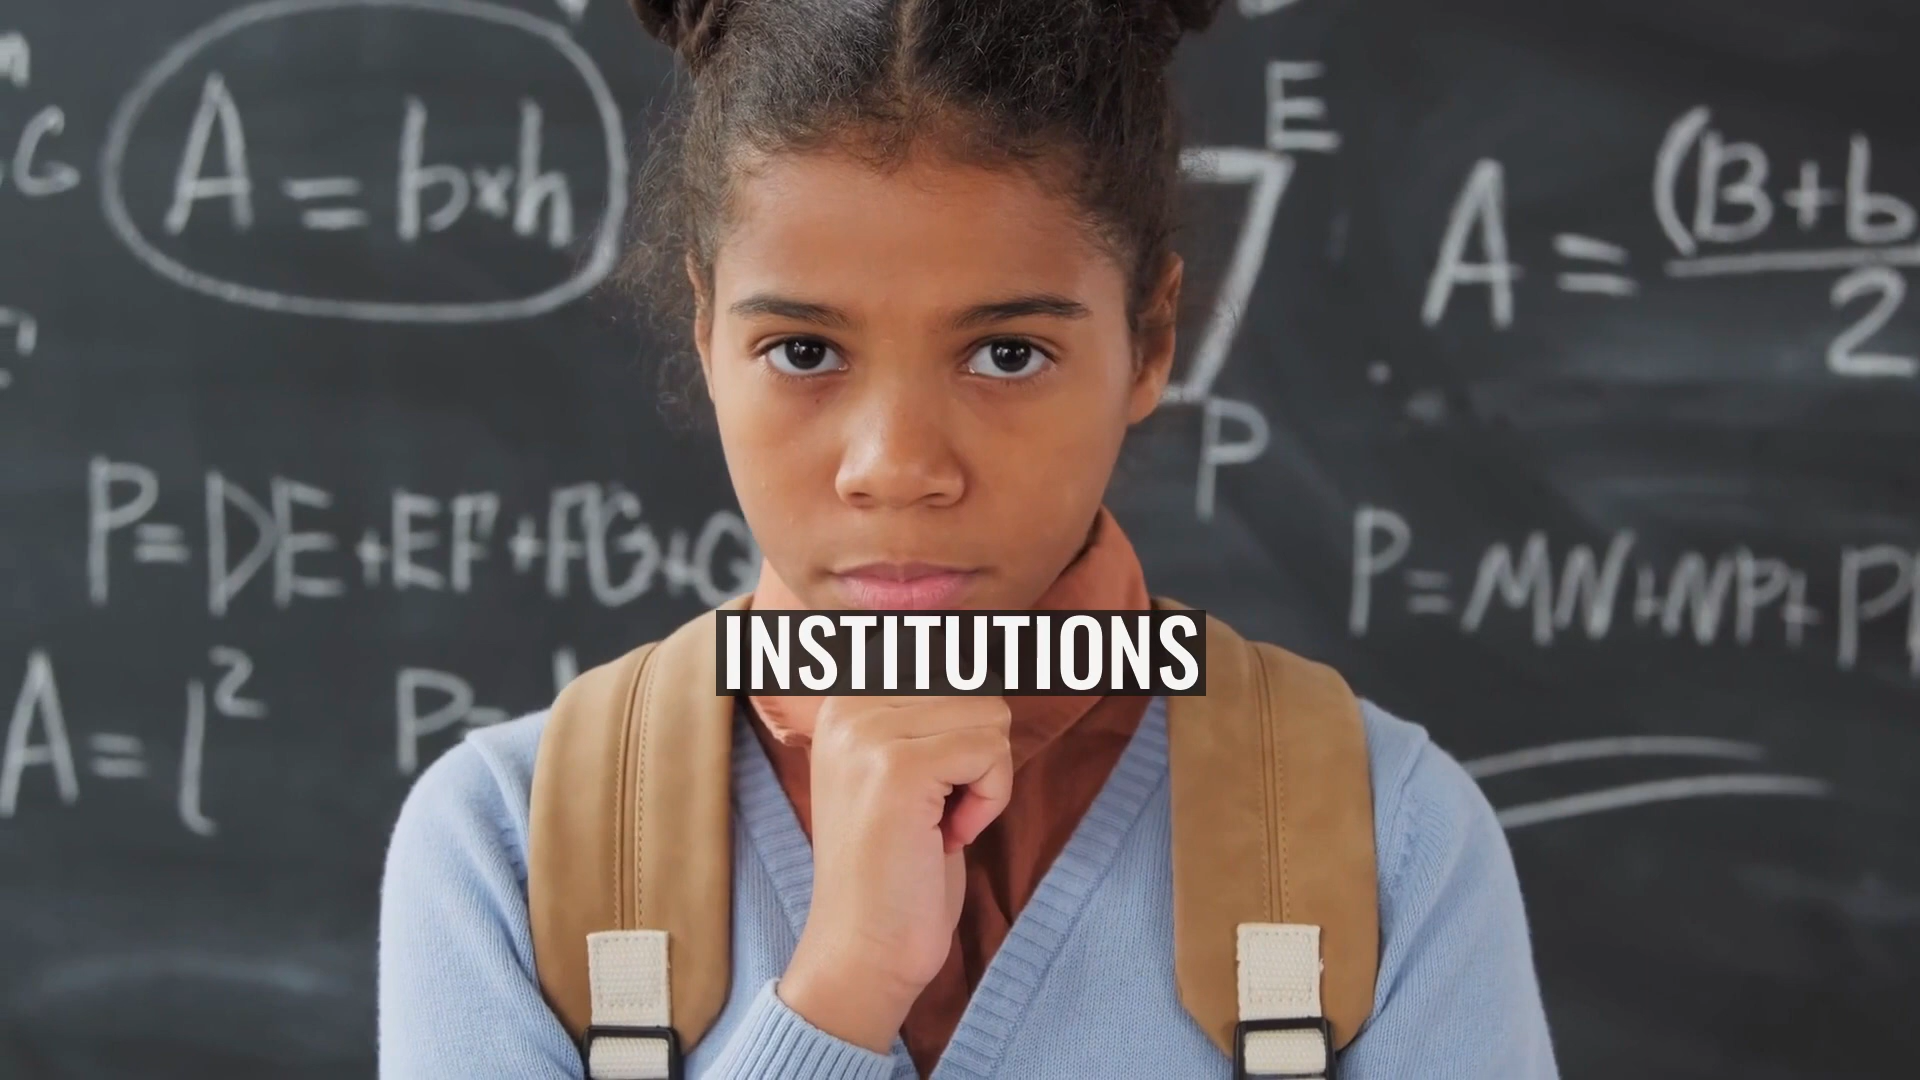 A = b×h
E
A = (B+b
2
P
P=DE+EF+FG+G
P=MN+NP+P
INSTITUTIONS
A = l²
P=